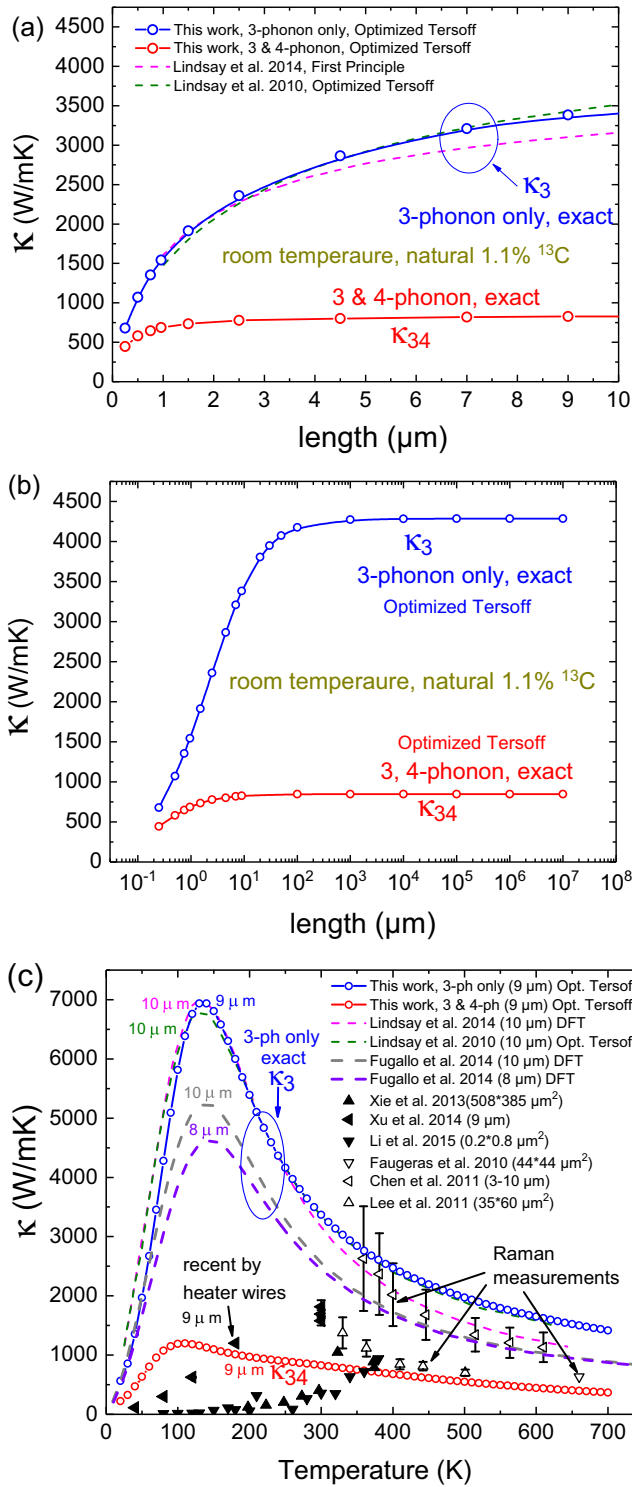 (a)
This work, 3-phonon only, Optimized Tersoff
This work, 3 & 4-phonon, Optimized Tersoff
Lindsay et al. 2014, First Principle
Lindsay et al. 2010, Optimized Tersoff
4500
4000
3500
3000
2500
2000
1500
1000
500
0
κ (W/mK)
κ3
3-phonon only, exact
room temperaure, natural 1.1% 13C
3 & 4-phonon, exact
κ34
0 1 2 3 4 5 6 7 8 9 10
length (μm)
(b)
4500
4000
3500
3000
2500
2000
1500
1000
500
0
κ (W/mK)
κ3
3-phonon only, exact
Optimized Tersoff
room temperaure, natural 1.1% 13C
Optimized Tersoff
3, 4-phonon, exact
κ34
10-1 100 101 102 103 104 105 106 107 108
length (μm)
(c)
7000
6000
5000
4000
3000
2000
1000
0
κ (W/mK)
10 μm
9 μm
10 μm
3-ph only
exact
κ3
10 μm
8 μm
This work, 3-ph only (9 μm) Opt. Tersoff
This work, 3 & 4-ph (9 μm) Opt. Tersoff
Lindsay et al. 2014 (10 μm) DFT
Lindsay et al. 2010 (10 μm) Opt. Tersoff
Fugallo et al. 2014 (10 μm) DFT
Fugallo et al. 2014 (8 μm) DFT
Xie et al. 2013(508*385 μm2)
Xu et al. 2014 (9 μm)
Li et al. 2015 (0.2*0.8 μm2)
Faugeras et al. 2010 (44*44 μm2)
Chen et al. 2011 (3-10 μm)
Lee et al. 2011 (35*60 μm2)
recent by
heater wires
9 μm
Raman
measurements
9 μm κ34
0 100 200 300 400 500 600 700
Temperature (K)